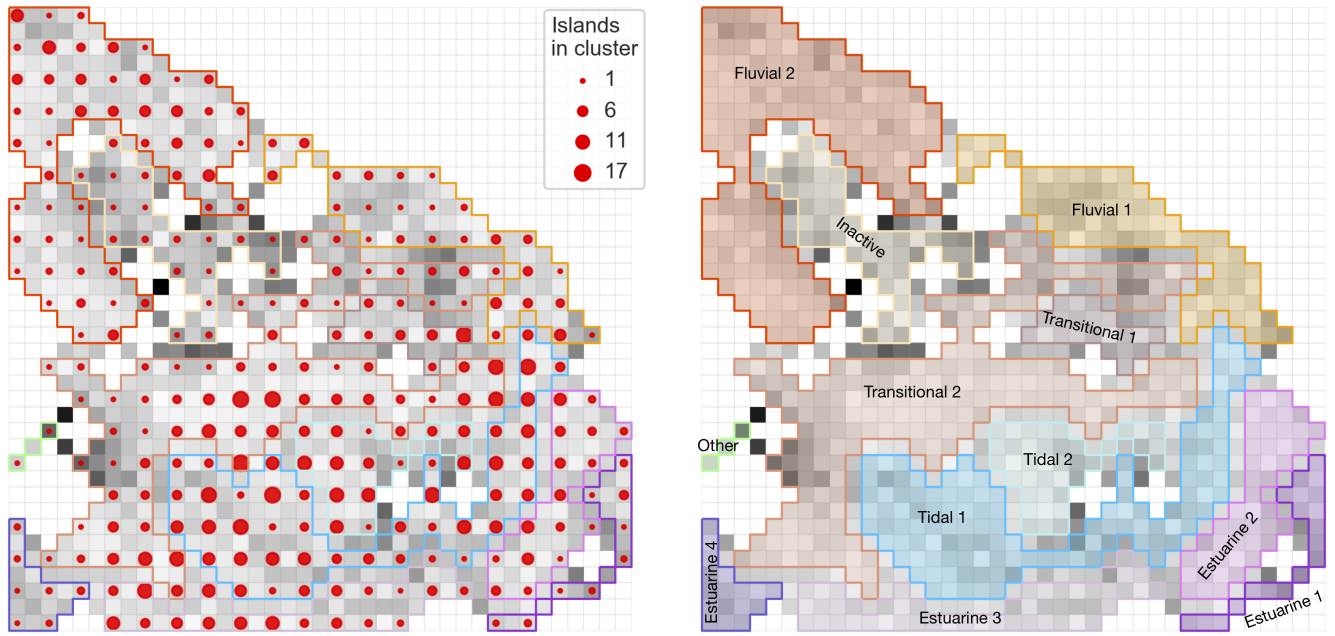 Islands
in cluster
1
6
11
17
Fluvial 2
Fluvial 1
Inactive
Transitional 1
Transitional 2
Other
Tidal 2
Tidal 1
Estuarine 2
Estuarine 4
Estuarine 3
Estuarine 1